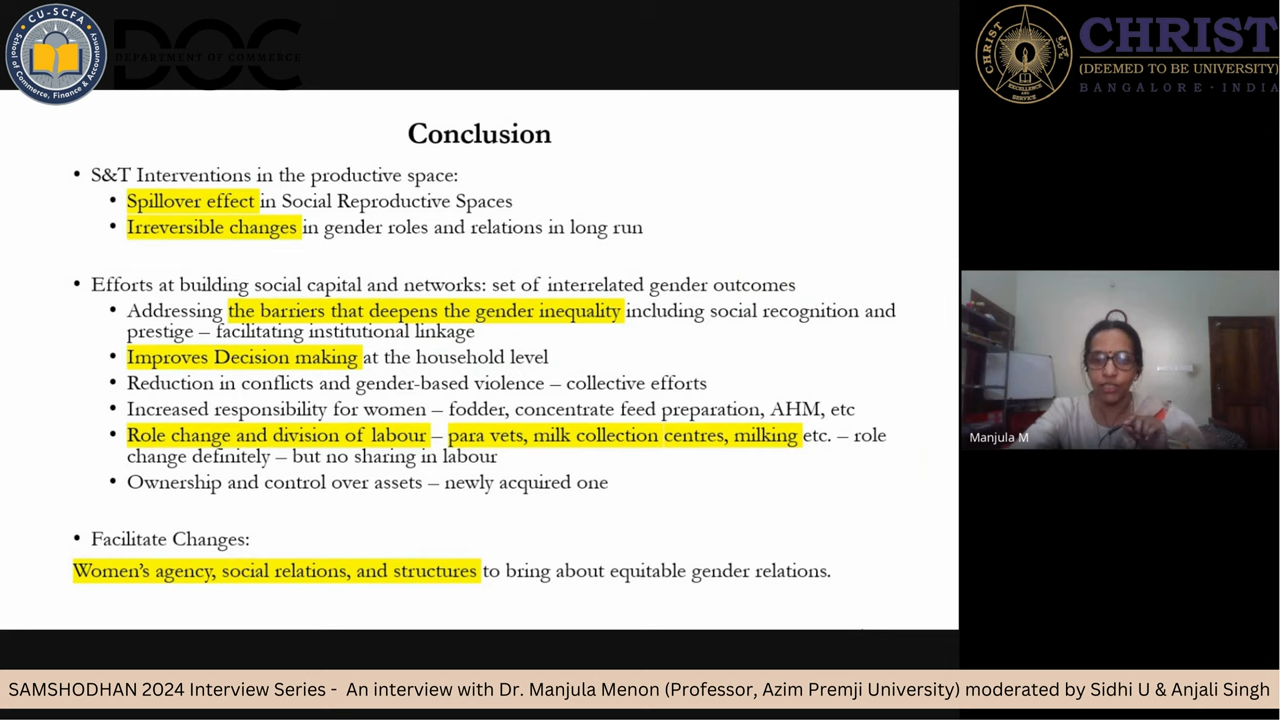 CU-SCFA
School of Commerce, Finance & Accountancy
DOC
DEPARTMENT OF COMMERCE
CHRIST
EXCELLENCE
AND
SERVICE
CHRIST
(DEEMED TO BE UNIVERSITY)
BANGALORE · INDIA
Conclusion
• S&T Interventions in the productive space:
• Spillover effect in Social Reproductive Spaces
• Irreversible changes in gender roles and relations in long run
• Efforts at building social capital and networks: set of interrelated gender outcomes
• Addressing the barriers that deepens the gender inequality including social recognition and
prestige – facilitating institutional linkage
• Improves Decision making at the household level
• Reduction in conflicts and gender-based violence – collective efforts
• Increased responsibility for women – fodder, concentrate feed preparation, AHM, etc
• Role change and division of labour – para vets, milk collection centres, milking etc. – role
change definitely – but no sharing in labour
• Ownership and control over assets – newly acquired one
• Facilitate Changes:
Women's agency, social relations, and structures to bring about equitable gender relations.
Manjula M
SAMSHODHAN 2024 Interview Series - An interview with Dr. Manjula Menon (Professor, Azim Premji University) moderated by Sidhi U & Anjali Singh